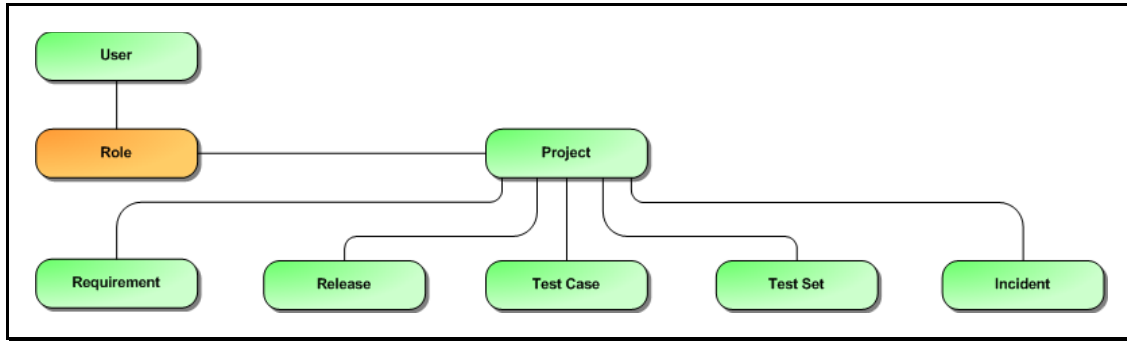 User
Role
Project
Requirement
Release
Test Case
Test Set
Incident